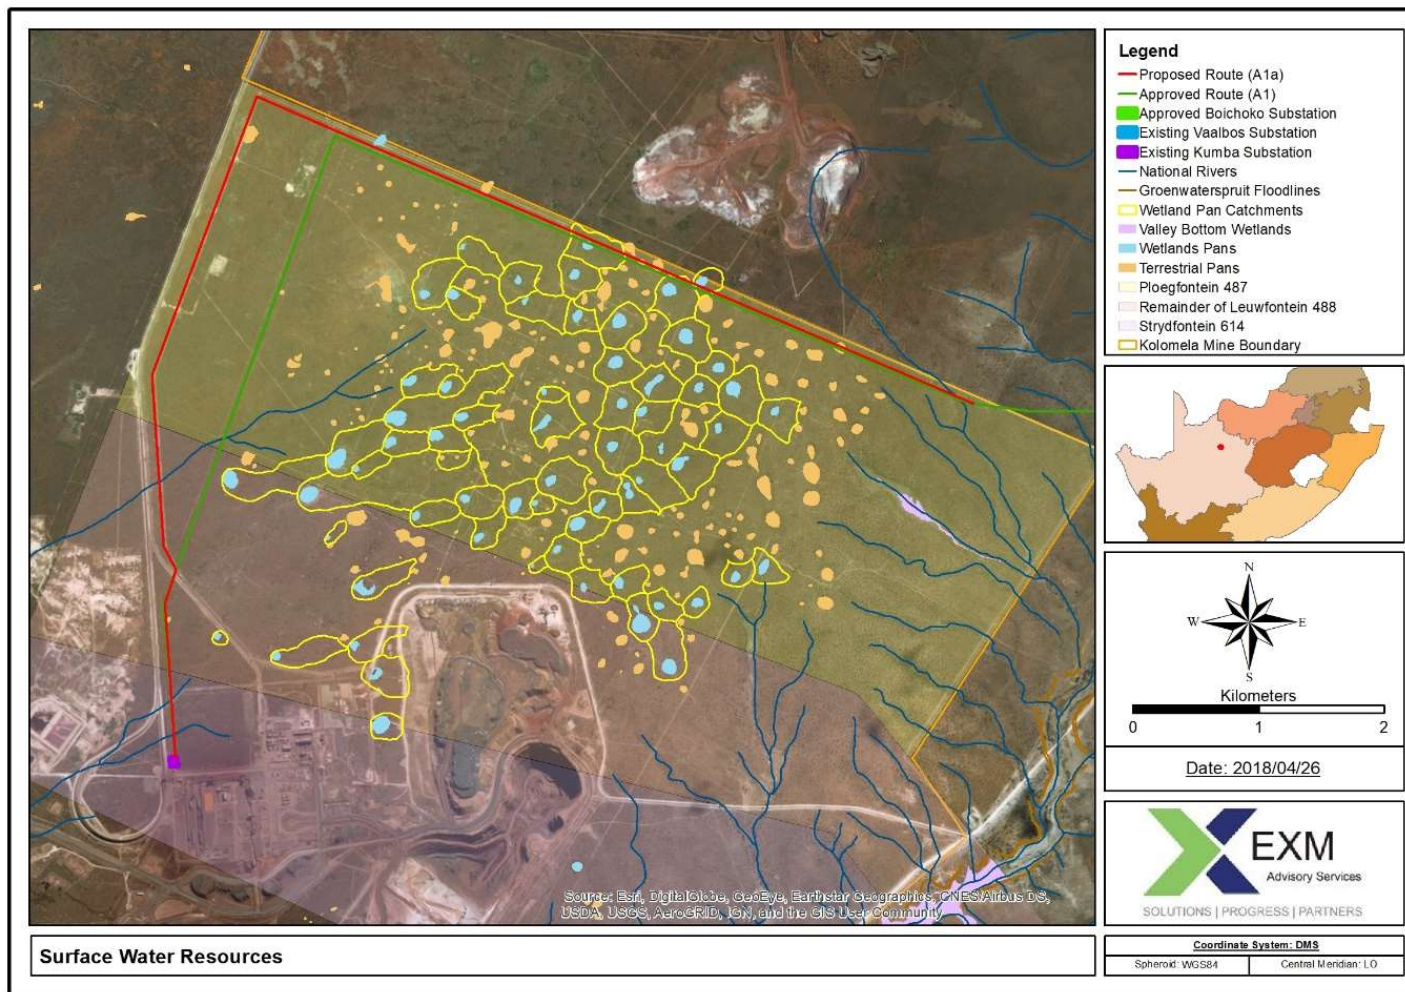 Legend
Proposed Route (A1a)
Approved Route (A1)
Approved Boichoko Substation
Existing Vaalbos Substation
Existing Kumba Substation
National Rivers
Groenwaterspruit Floodlines
Wetland Pan Catchments
Valley Bottom Wetlands
Wetlands Pans
Terrestrial Pans
Ploegfontein 487
Remainder of Leuwfontein 488
Strydfontein 614
Kolomela Mine Boundary
N
W E
S
Kilometers
0 1 2
Date: 2018/04/26
EXM
Advisory Services
SOLUTIONS | PROGRESS | PARTNERS
Source: Esri, DigitalGlobe, GeoEye, Earthstar Geographics, CNES/Airbus DS,
USDA, USGS, AeroGRID, IGN, and the GIS User Community
Surface Water Resources
Coordinate System: DMS
Spheroid: WGS84 Central Meridian: LO